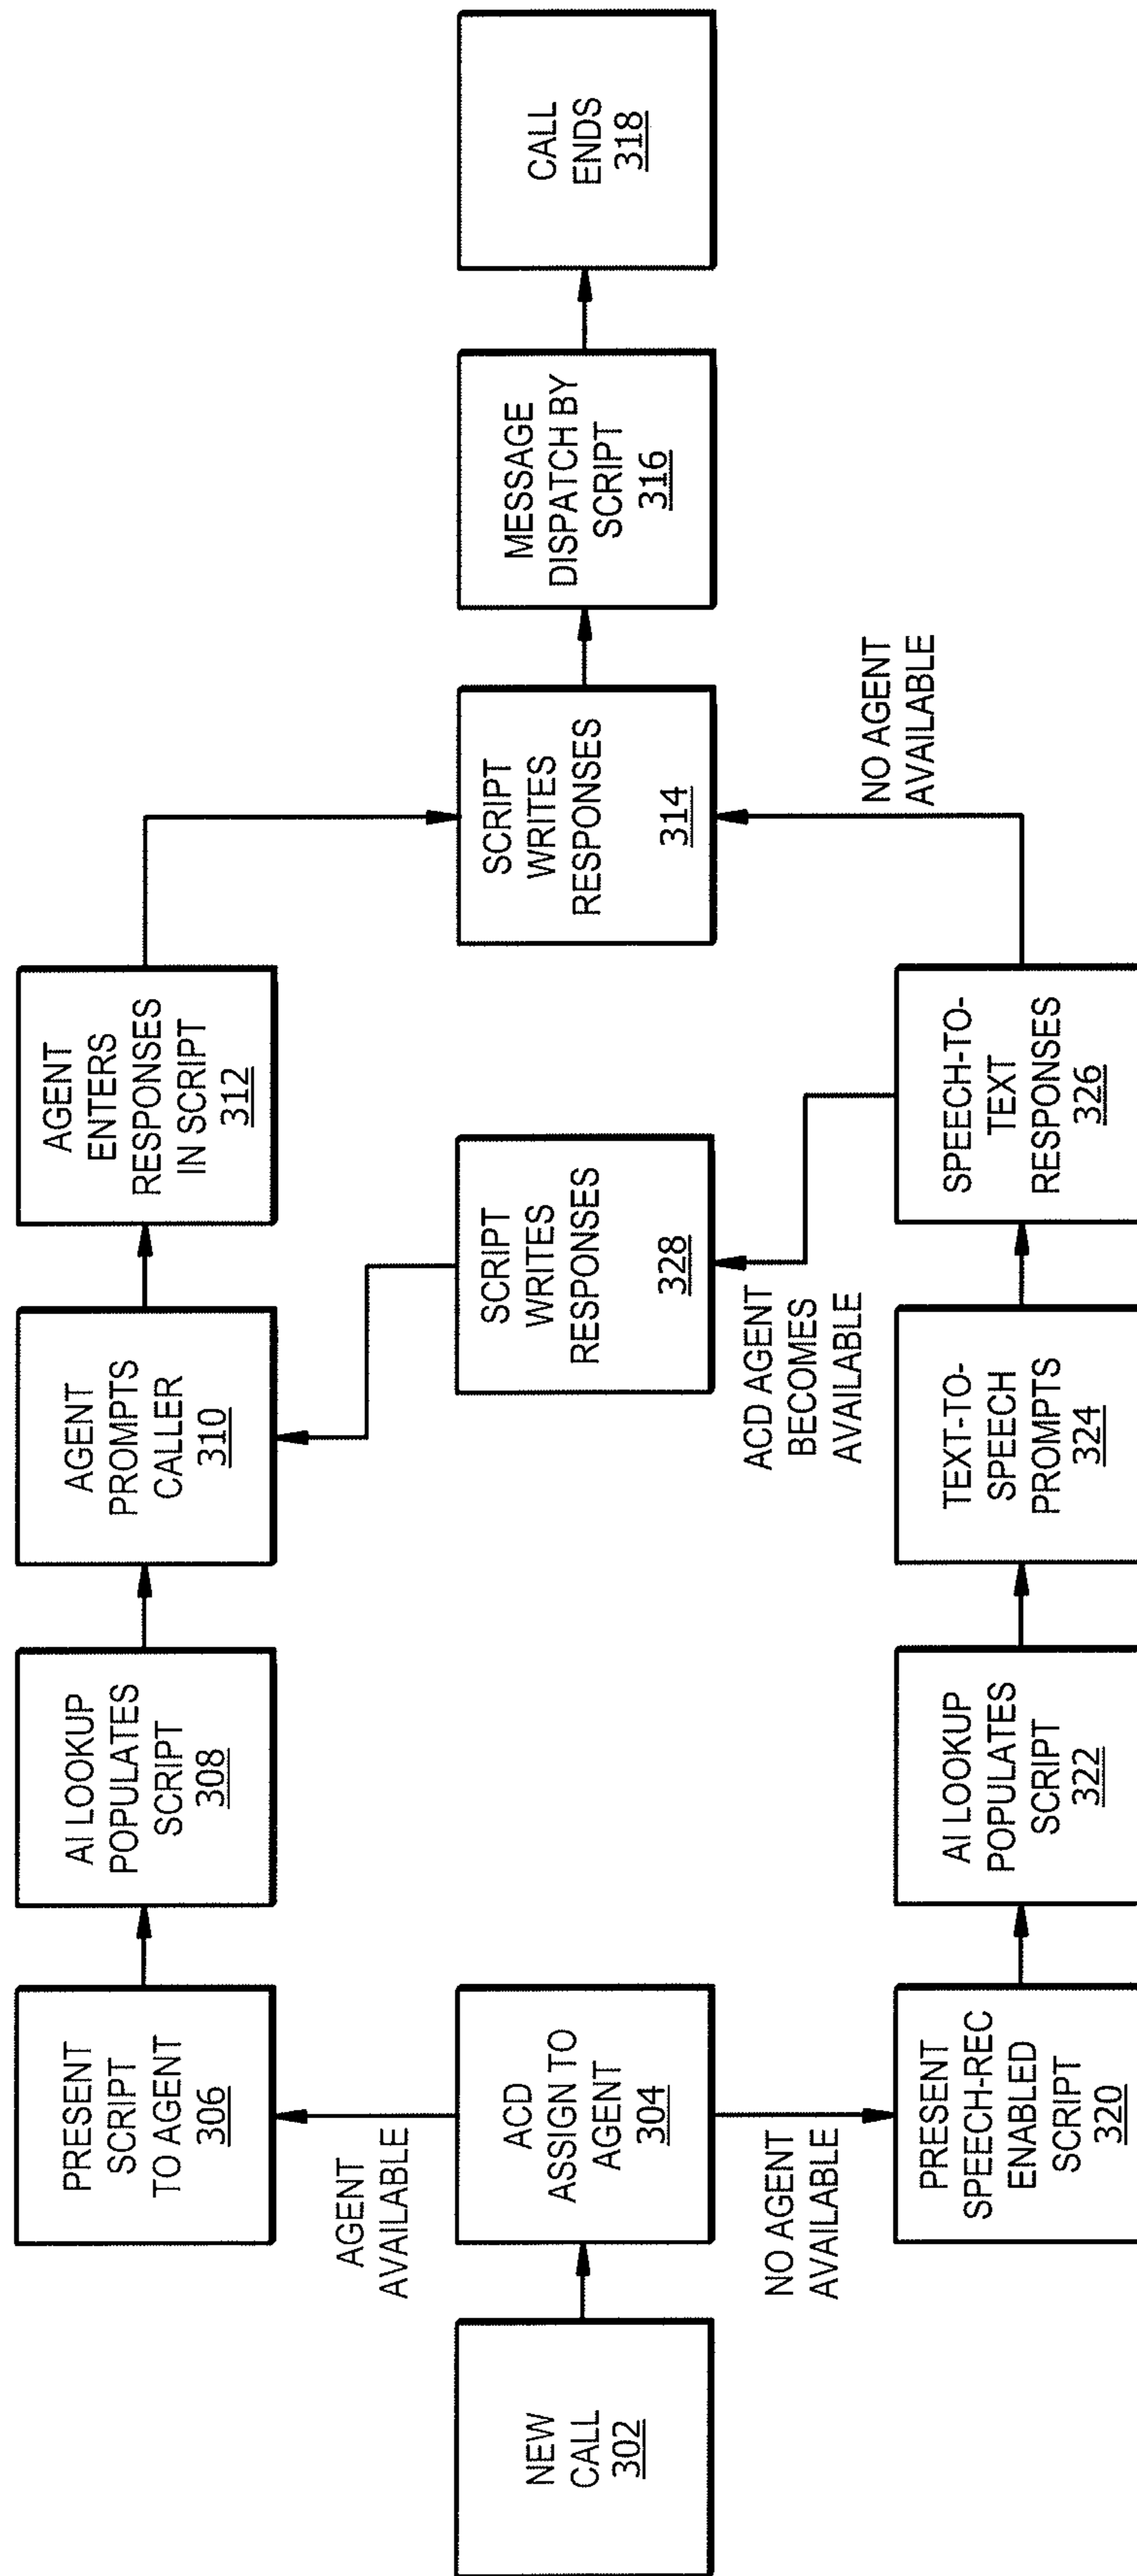 NEW
CALL
302
ACD
ASSIGN TO
AGENT
304
AGENT
AVAILABLE
NO AGENT
AVAILABLE
PRESENT
SCRIPT
TO AGENT
306
AI LOOKUP
POPULATES
SCRIPT
308
AGENT
PROMPTS
CALLER
310
AGENT
ENTERS
RESPONSES
IN SCRIPT
312
PRESENT
SPEECH-REC
ENABLED
SCRIPT
320
AI LOOKUP
POPULATES
SCRIPT
322
TEXT-TO-
SPEECH
PROMPTS
324
SPEECH-TO-
TEXT
RESPONSES
326
ACD AGENT
BECOMES
AVAILABLE
SCRIPT
WRITES
RESPONSES
328
NO AGENT
AVAILABLE
SCRIPT
WRITES
RESPONSES
314
MESSAGE
DISPATCH BY
SCRIPT
316
CALL
ENDS
318